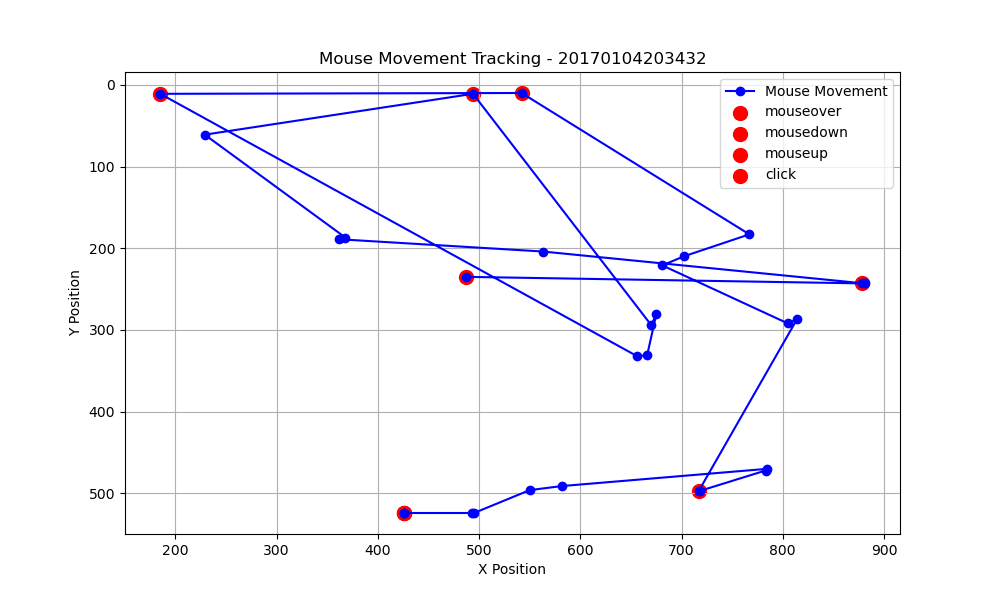 Mouse Movement Tracking - 20170104203432
Mouse Movement
mouseover
mousedown
mouseup
click
Y Position
0
100
200
300
400
500
200 300 400 500 600 700 800 900
X Position